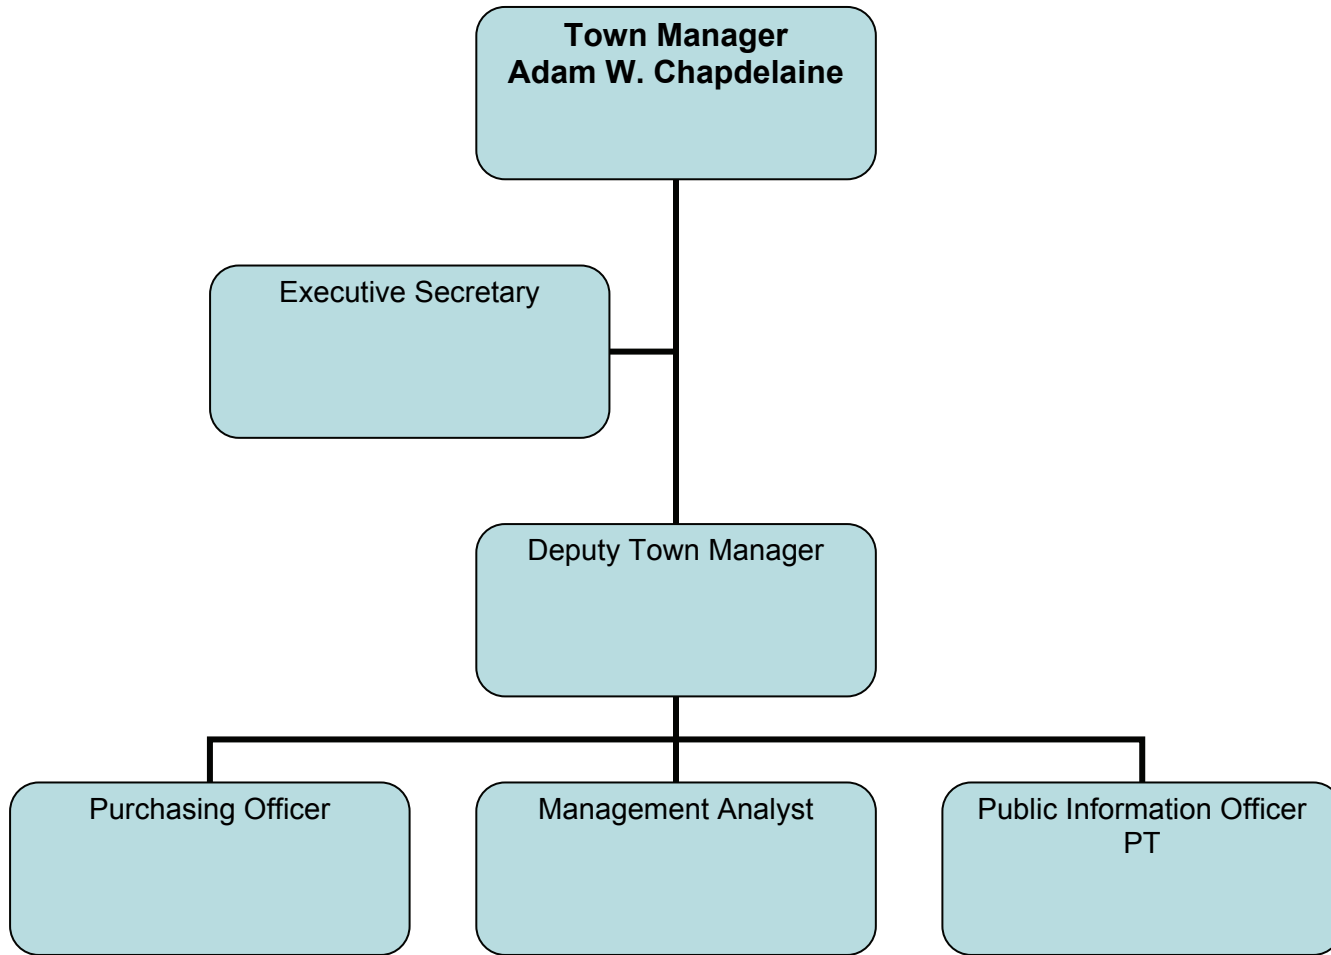 Town Manager
Adam W. Chapdelaine
Executive Secretary
Deputy Town Manager
Purchasing Officer
Management Analyst
Public Information Officer
PT